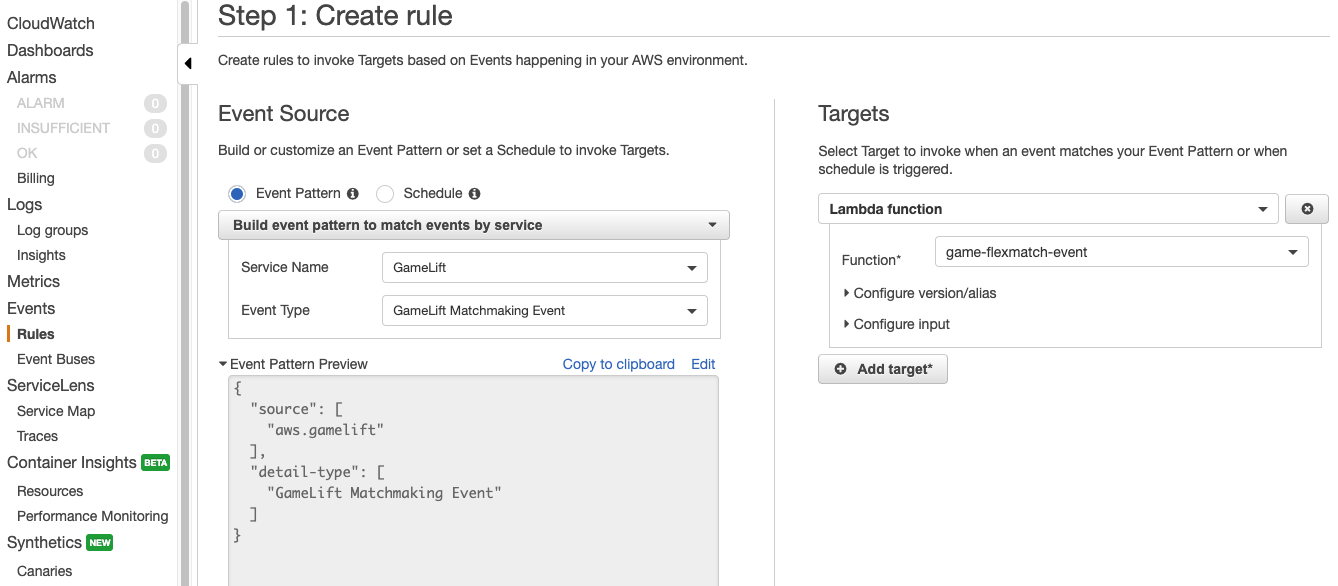 CloudWatch
Dashboards
Alarms
ALARM 0
INSUFFICIENT 0
OK 0
Billing
Logs
Log groups
Insights
Metrics
Events
Rules
Event Buses
ServiceLens
Service Map
Traces
Container Insights BETA
Resources
Performance Monitoring
Synthetics NEW
Canaries
Step 1: Create rule
Create rules to invoke Targets based on Events happening in your AWS environment.
Event Source
Build or customize an Event Pattern or set a Schedule to invoke Targets.
Event Pattern Schedule
Build event pattern to match events by service
Service Name GameLift
Event Type GameLift Matchmaking Event
Event Pattern Preview Copy to clipboard Edit
{
  "source": [
    "aws.gamelift"
  ],
  "detail-type": [
    "GameLift Matchmaking Event"
  ]
}
Targets
Select Target to invoke when an event matches your Event Pattern or when
schedule is triggered.
Lambda function
Function* game-flexmatch-event
Configure version/alias
Configure input
Add target*